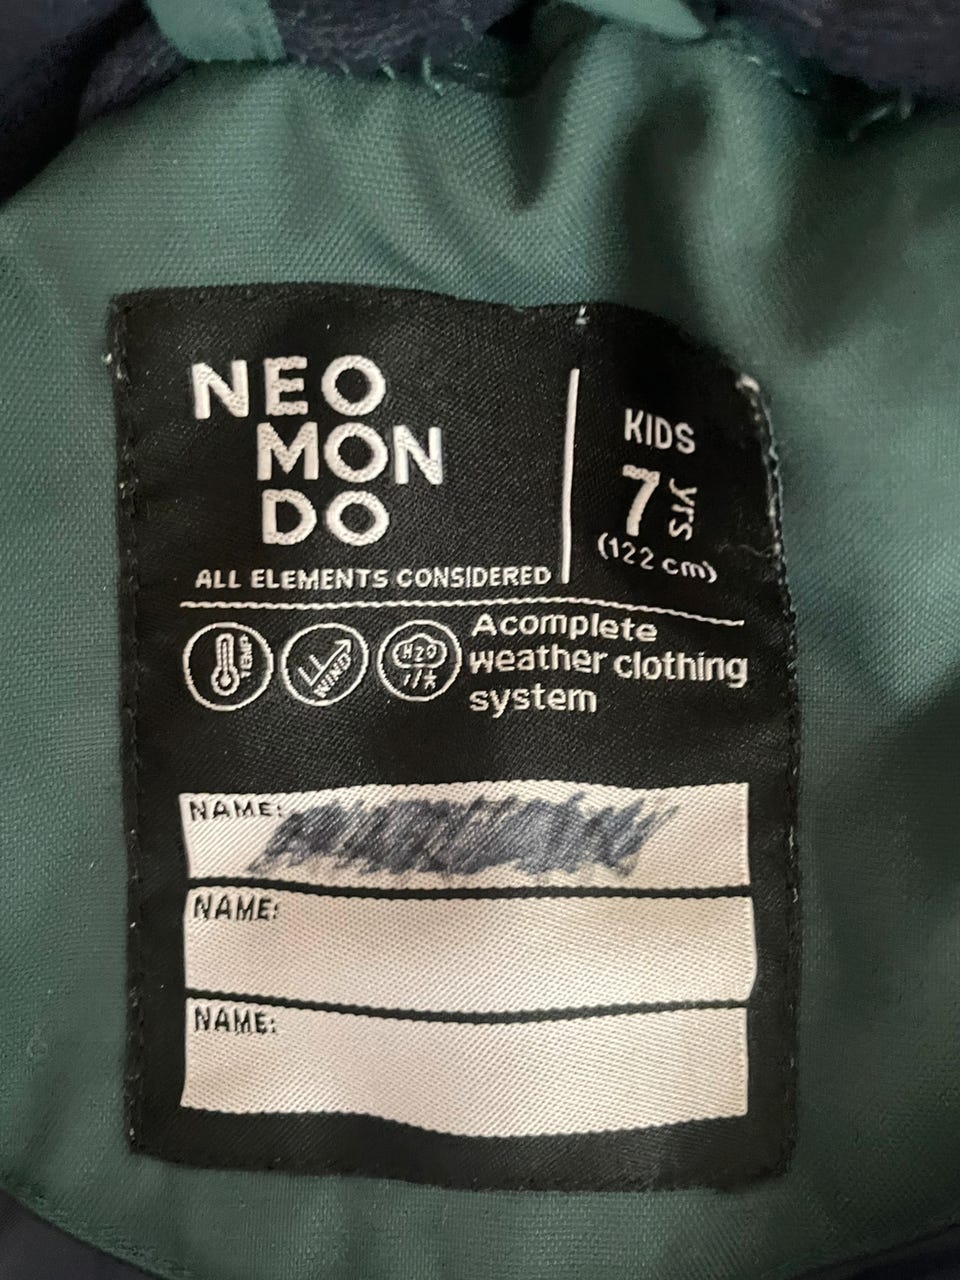 NEO
MON
DO
ALL ELEMENTS CONSIDERED
KIDS
7 yrs
(122 cm)
TEMP
WIND
H2O
A complete
weather clothing
system
NAME:
NAME:
NAME: